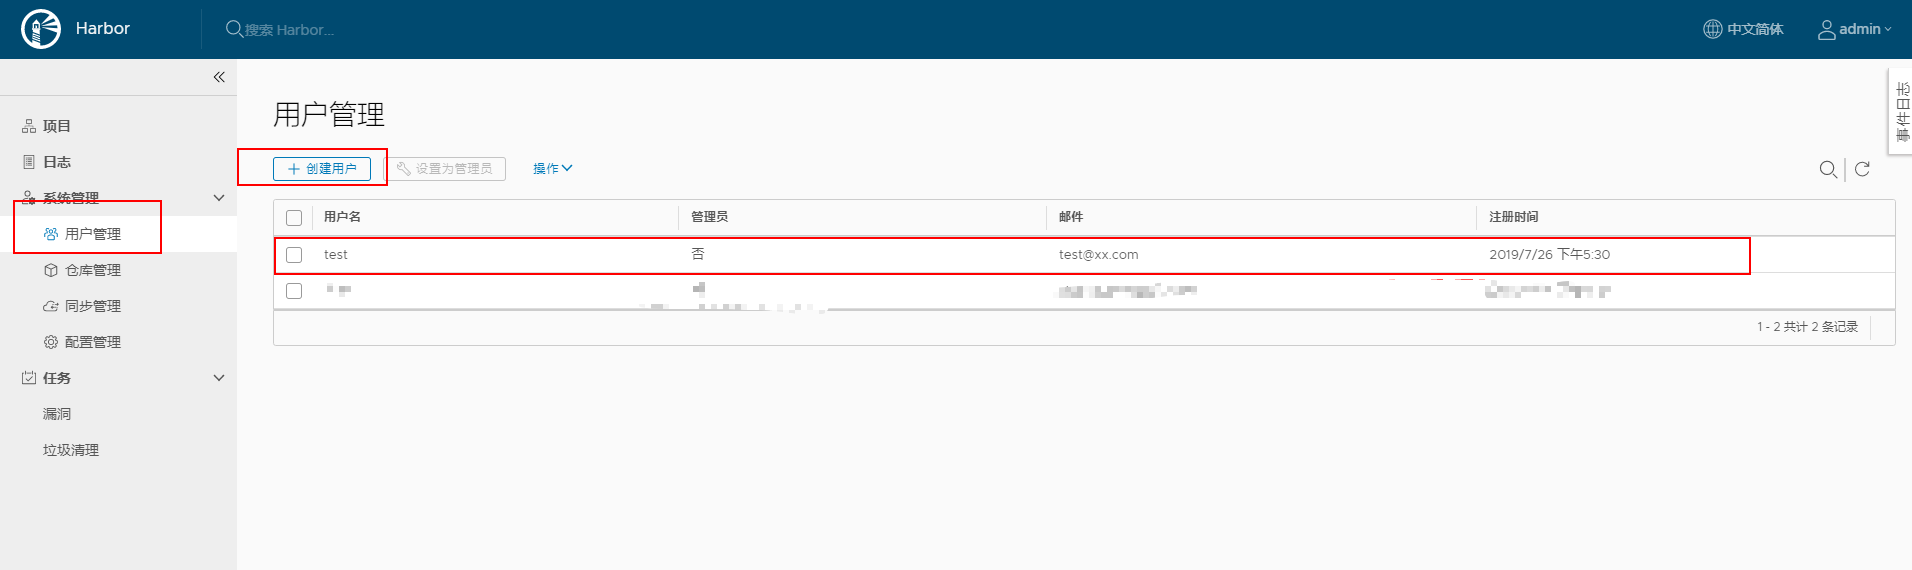 Harbor
搜索 Harbor...
中文简体
admin
事件日志
项目
日志
系统管理
用户管理
仓库管理
同步管理
配置管理
任务
漏洞
垃圾清理
用户管理
创建用户
设置为管理员
操作
用户名 管理员 邮件 注册时间
test 否 test@xx.com 2019/7/26 下午5:30
1 - 2 共计 2 条记录